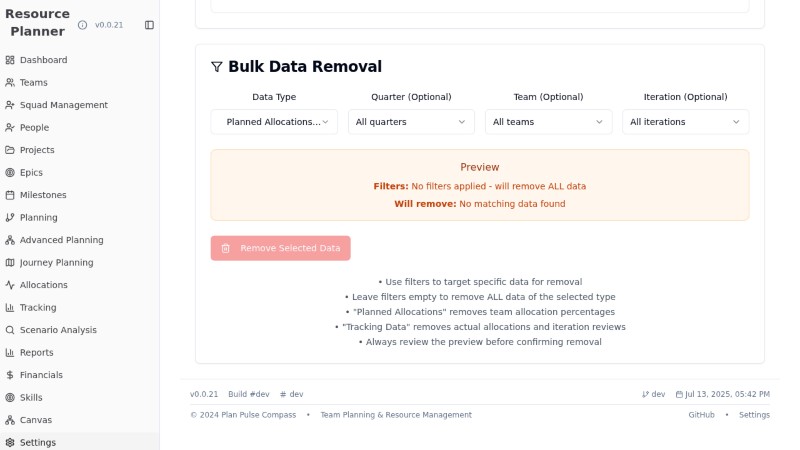 Resource
Planner
v0.0.21
Dashboard
Teams
Squad Management
People
Projects
Epics
Milestones
Planning
Advanced Planning
Journey Planning
Allocations
Tracking
Scenario Analysis
Reports
Financials
Skills
Canvas
Settings
Bulk Data Removal
Data Type
Quarter (Optional)
Team (Optional)
Iteration (Optional)
Planned Allocations...
All quarters
All teams
All iterations
Preview
Filters: No filters applied - will remove ALL data
Will remove: No matching data found
Remove Selected Data
• Use filters to target specific data for removal
• Leave filters empty to remove ALL data of the selected type
• "Planned Allocations" removes team allocation percentages
• "Tracking Data" removes actual allocations and iteration reviews
• Always review the preview before confirming removal
v0.0.21 Build #dev # dev
dev Jul 13, 2025, 05:42 PM
© 2024 Plan Pulse Compass • Team Planning & Resource Management
GitHub • Settings